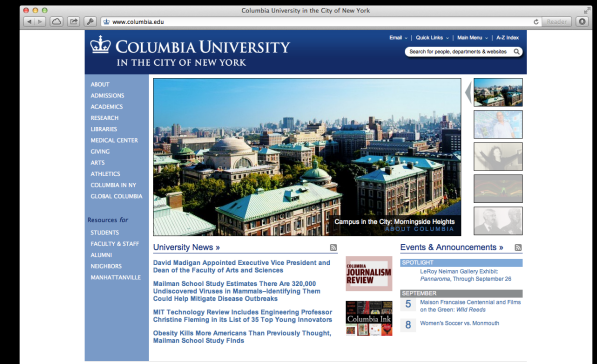 Columbia University in the City of New York
www.columbia.edu
Reader
Email
Quick Links
Main Menu
A-Z Index
COLUMBIA UNIVERSITY
IN THE CITY OF NEW YORK
Search for people, departments & websites
ABOUT
ADMISSIONS
ACADEMICS
RESEARCH
LIBRARIES
MEDICAL CENTER
GIVING
ARTS
ATHLETICS
COLUMBIA IN NY
GLOBAL COLUMBIA
Resources for
STUDENTS
FACULTY & STAFF
ALUMNI
NEIGHBORS
MANHATTANVILLE
Campus in the City: Morningside Heights
ABOUT COLUMBIA
University News »
David Madigan Appointed Executive Vice President and
Dean of the Faculty of Arts and Sciences
Mailman School Study Estimates There Are 320,000
Undiscovered Viruses in Mammals–Identifying Them
Could Help Mitigate Disease Outbreaks
MIT Technology Review Includes Engineering Professor
Christine Fleming in its List of 35 Top Young Innovators
Obesity Kills More Americans Than Previously Thought,
Mailman School Study Finds
COLUMBIA
JOURNALISM
REVIEW
Columbia Ink
Events & Announcements »
SPOTLIGHT
LeRoy Neiman Gallery Exhibit:
Pannaroma, Through September 26
SEPTEMBER
5
Maison Francaise Centennial and Films
on the Green: Wild Reeds
8
Women's Soccer vs. Monmouth